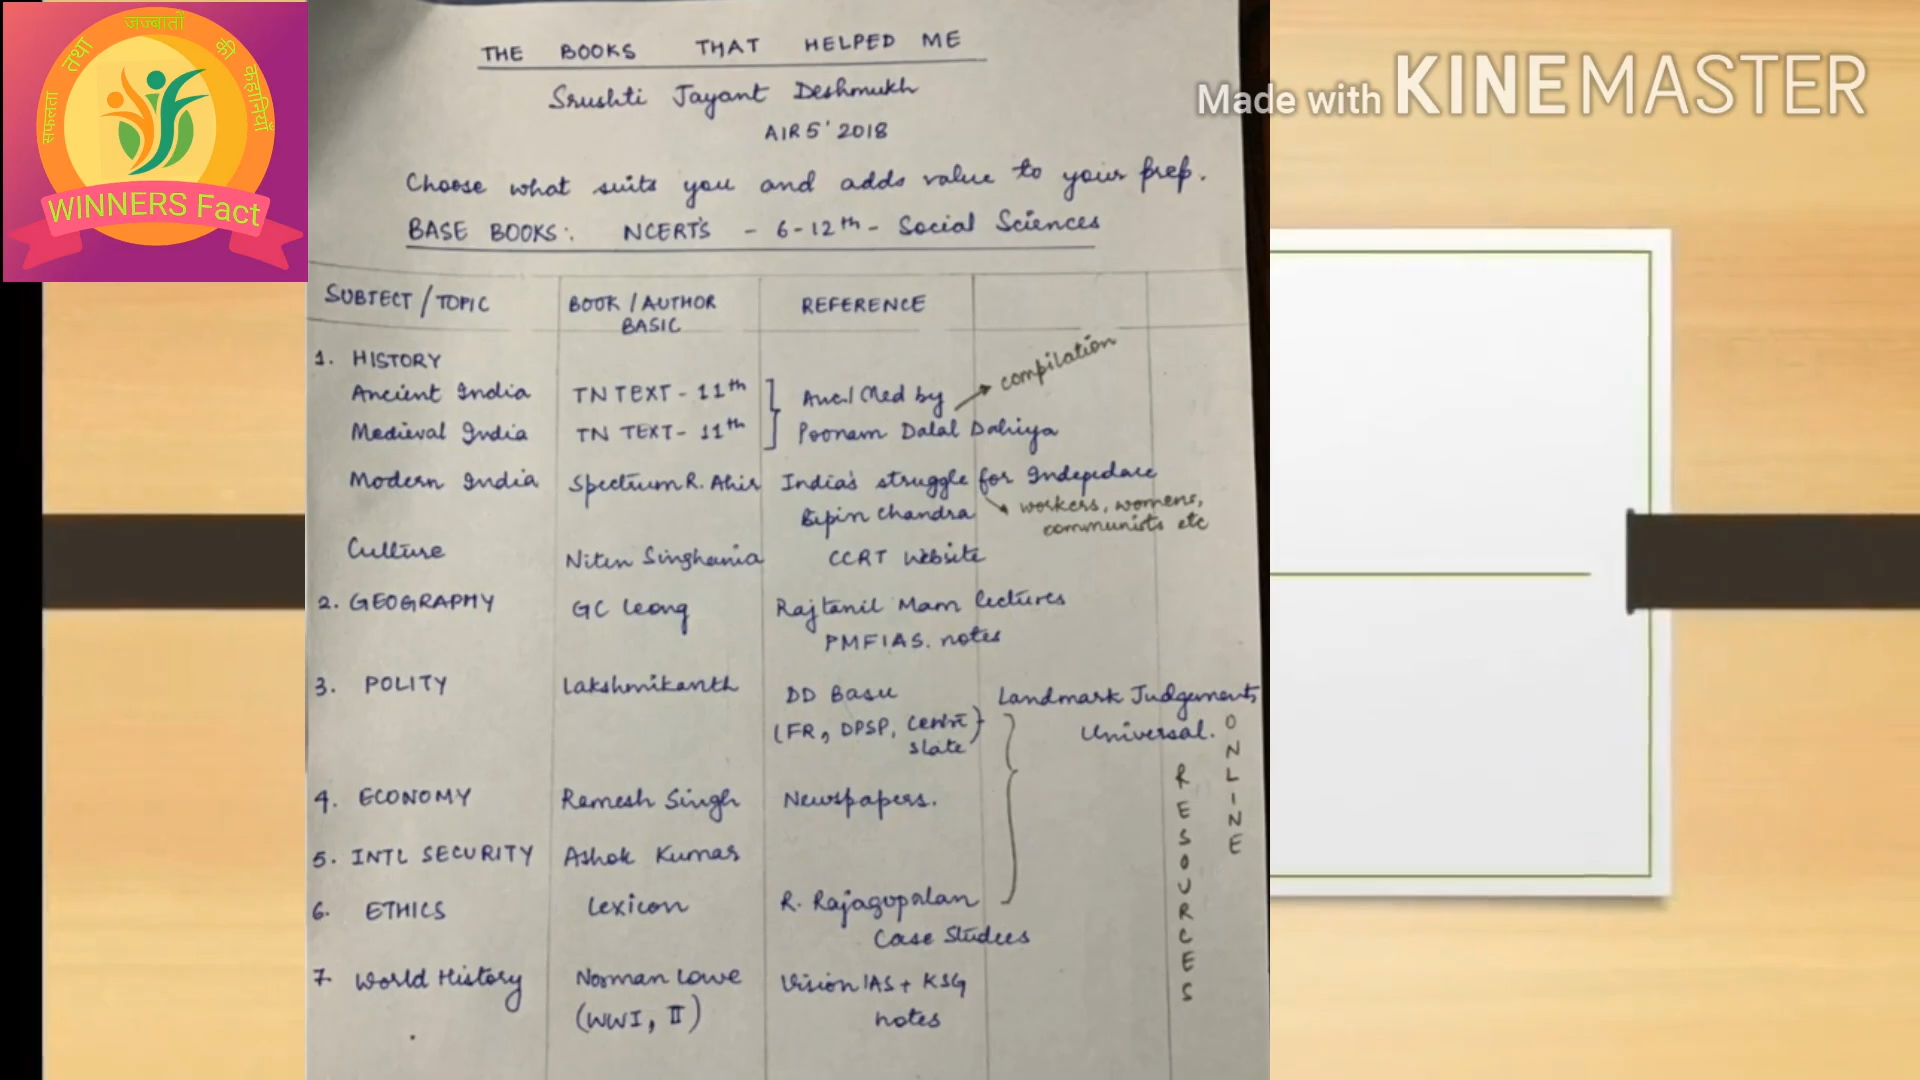 सफलता तथा जज्बातों की कहानियाँ
WINNERS Fact
Made with KINEMASTER
THE BOOKS THAT HELPED ME
Srushti Jayant Deshmukh
AIR 5' 2018
Choose what suits you and adds value to your prep.
BASE BOOKS: NCERT'S - 6-12th - Social Sciences
SUBTECT / TOPIC BOOK / AUTHOR BASIC REFERENCE
1. HISTORY
Ancient India TN TEXT - 11th Anc/Med by → compilation
Medieval India TN TEXT - 11th Poonam Dalal Dahiya
Modern India Spectrum R. Ahir India's struggle for Indepedace
Bipin Chandra → workers, womens,
communists etc
Culture Nitin Singhania CCRT Website
2. GEOGRAPHY GC Leong Rajtanil Mam lectures
PMFIAS. notes
3. POLITY Lakshmikanth DD Basu Landmark Judgements
(FR, DPSP, Centre state) Universal.
4. ECONOMY Ramesh Singh Newspapers.
5. INTL SECURITY Ashok Kumar
6. ETHICS Lexicon R. Rajagopalan
Case Studies
7. World History Norman Lowe Vision IAS + KSG
(WWI, II) notes
ONLINE
RESOURCES